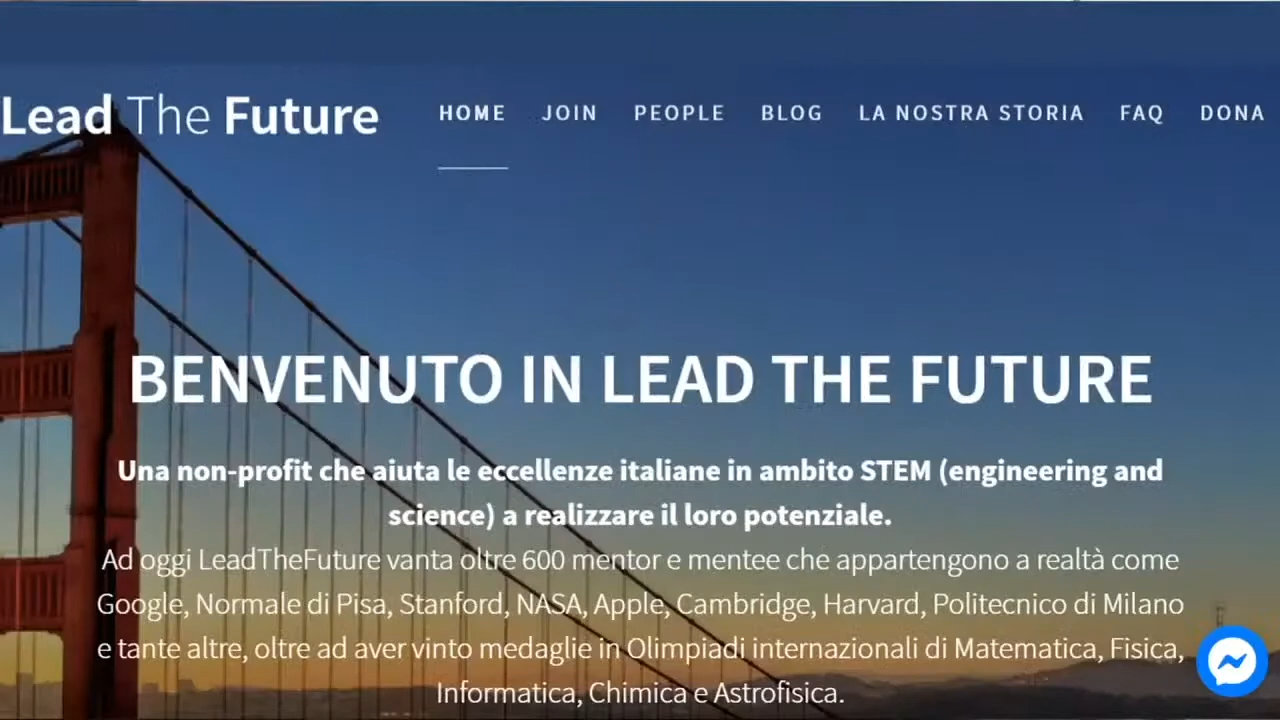 Lead The Future
HOME JOIN PEOPLE BLOG LA NOSTRA STORIA FAQ DONA
BENVENUTO IN LEAD THE FUTURE
Una non-profit che aiuta le eccellenze italiane in ambito STEM (engineering and
science) a realizzare il loro potenziale.
Ad oggi LeadTheFuture vanta oltre 600 mentor e mentee che appartengono a realtà come
Google, Normale di Pisa, Stanford, NASA, Apple, Cambridge, Harvard, Politecnico di Milano
e tante altre, oltre ad aver vinto medaglie in Olimpiadi internazionali di Matematica, Fisica,
Informatica, Chimica e Astrofisica.